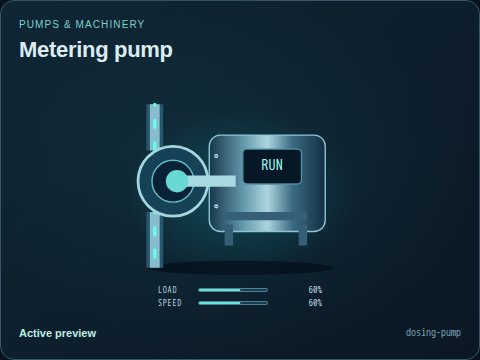 PUMPS & MACHINERY
Metering pump
RUN
LOAD 60%
SPEED 60%
Active preview dosing-pump